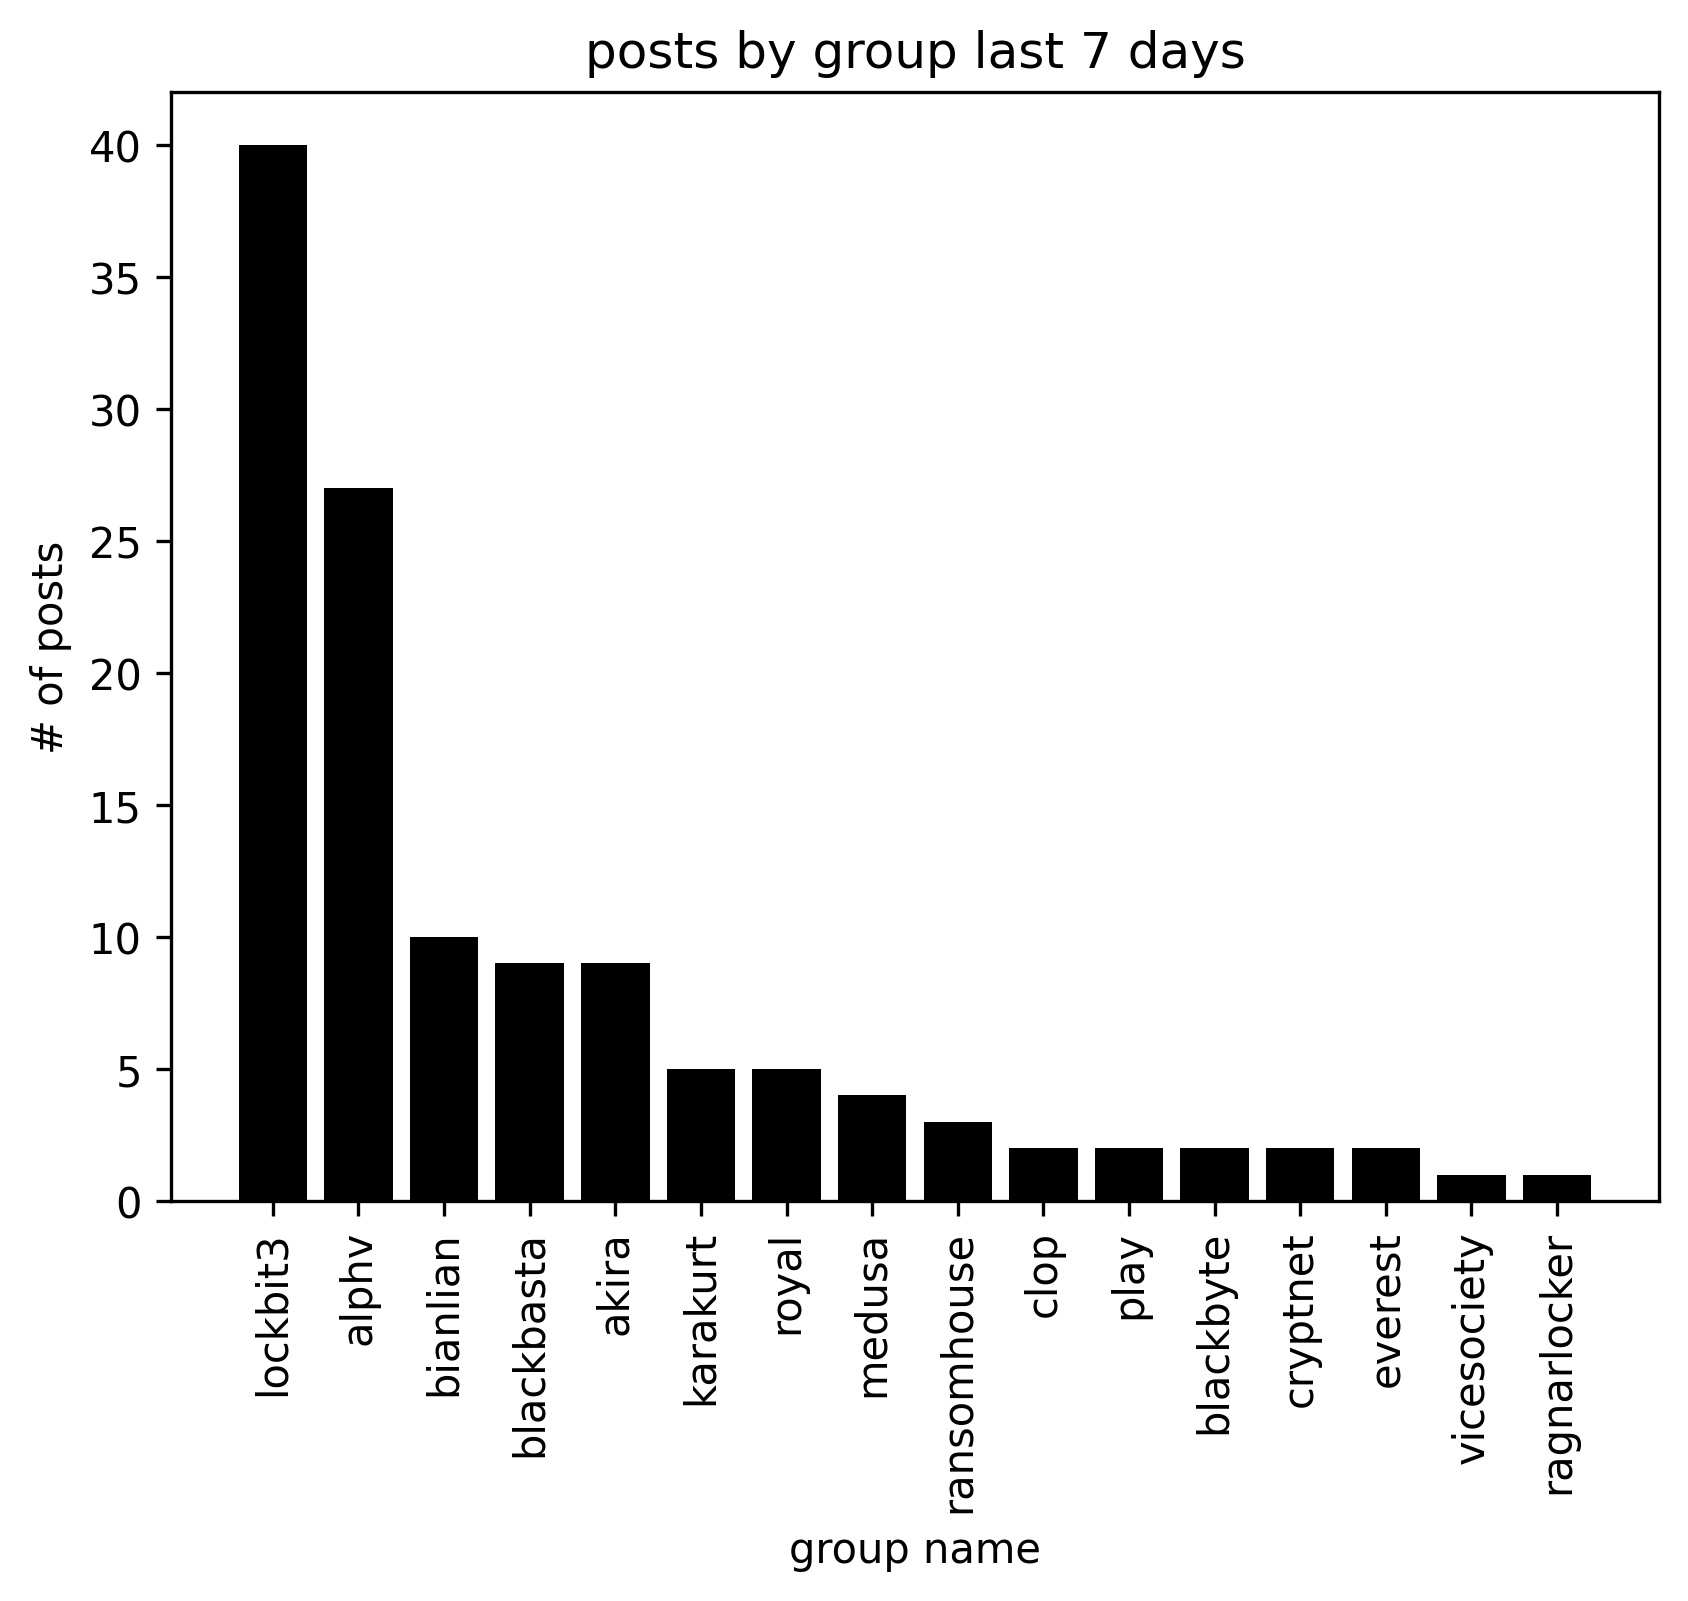 posts by group last 7 days
40
35
30
25
20
15
10
5
0
# of posts
lockbit3
alphv
bianlian
blackbasta
akira
karakurt
royal
medusa
ransomhouse
clop
play
blackbyte
cryptnet
everest
vicesociety
ragnarlocker
group name